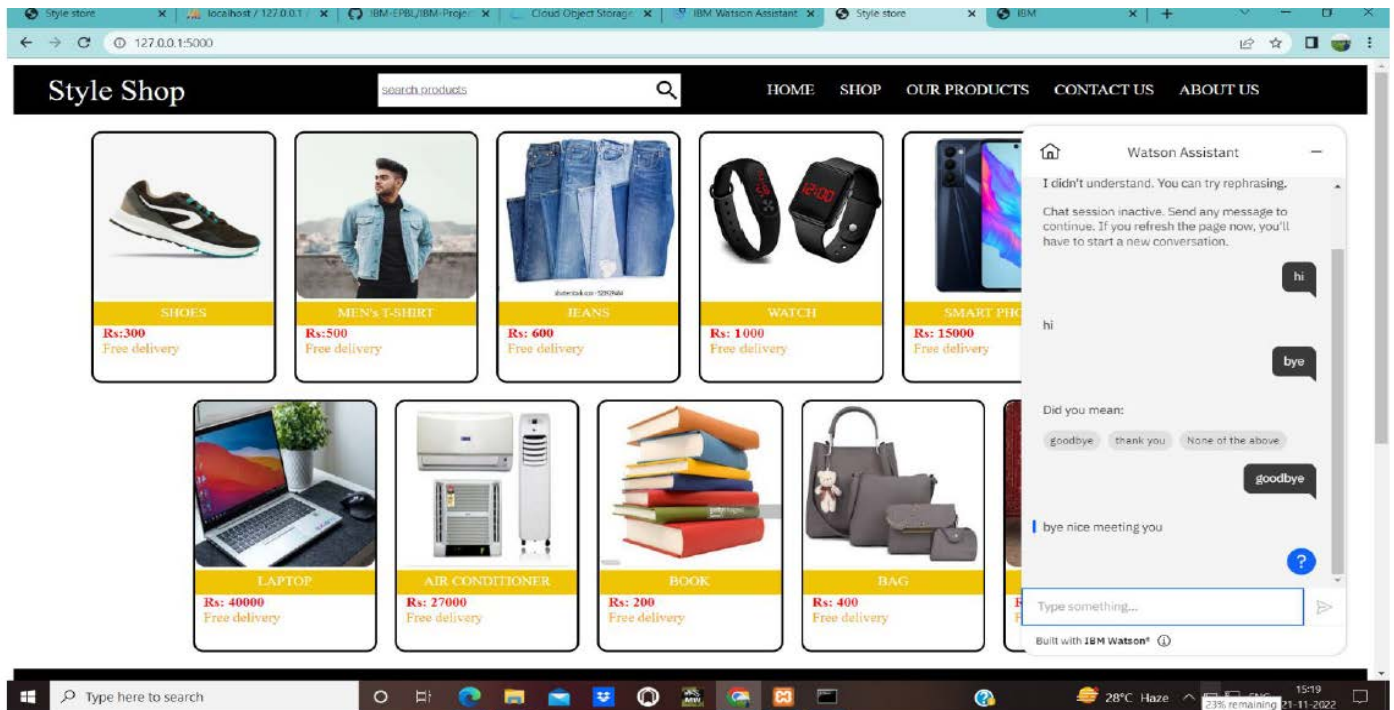 Style store
localhost / 127.0.0.1 /
IBM-EPBL/IBM-Projec
Cloud Object Storage
IBM Watson Assistant
Style store
IBM
127.0.0.1:5000
Style Shop
search products
HOME SHOP OUR PRODUCTS CONTACT US ABOUT US
12:00
SHOES
Rs:300
Free delivery
MEN's T-SHIRT
Rs:500
Free delivery
JEANS
Rs: 600
Free delivery
WATCH
Rs: 1000
Free delivery
SMART PHO
Rs: 15000
Free delivery
LAPTOP
Rs: 40000
Free delivery
AIR CONDITIONER
Rs: 27000
Free delivery
BOOK
Rs: 200
Free delivery
BAG
Rs: 400
Free delivery
Watson Assistant
I didn't understand. You can try rephrasing.
Chat session inactive. Send any message to
continue. If you refresh the page now, you'll
have to start a new conversation.
hi
hi
bye
Did you mean:
goodbye thank you None of the above
goodbye
bye nice meeting you
?
Type something...
Built with IBM Watson®
Type here to search
28°C Haze
15:19
23% remaining 21-11-2022